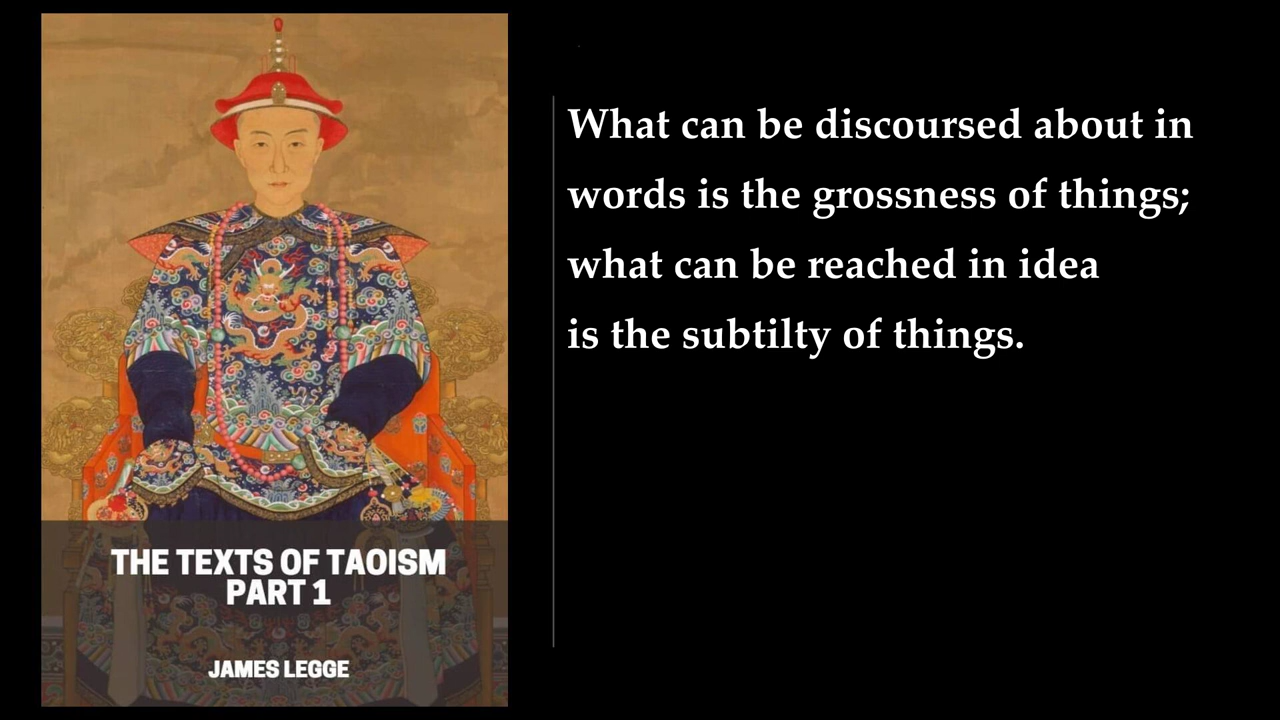 THE TEXTS OF TAOISM
PART 1
JAMES LEGGE
What can be discoursed about in
words is the grossness of things;
what can be reached in idea
is the subtilty of things.